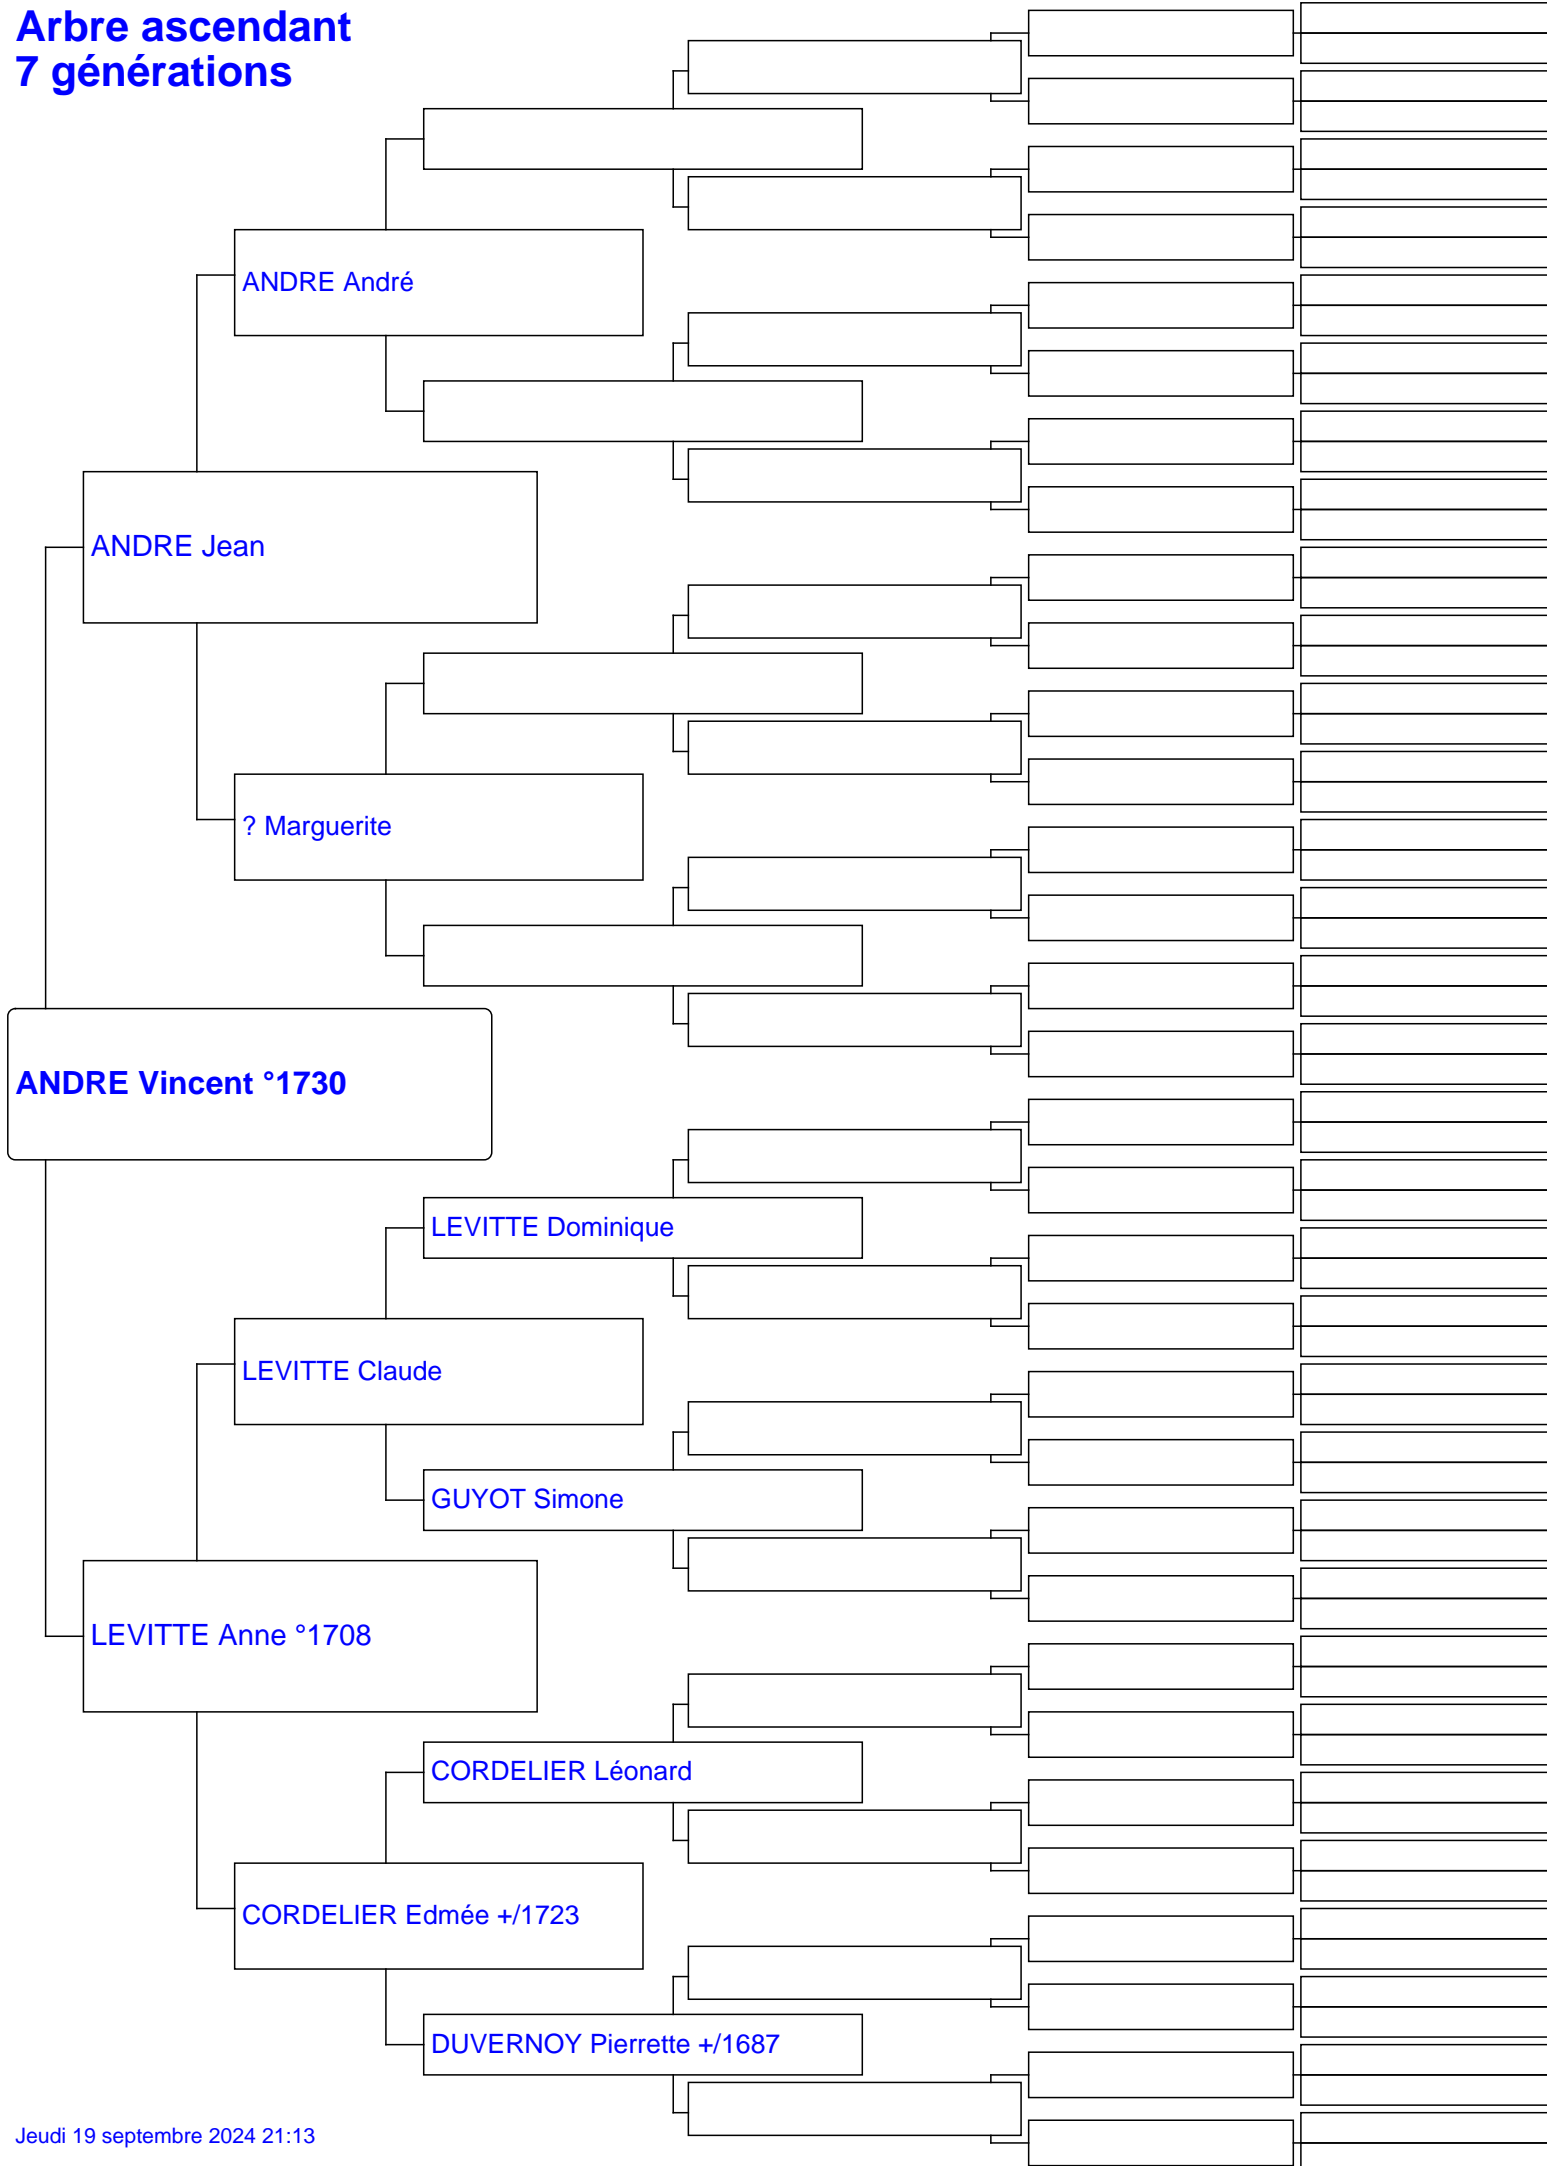 Arbre ascendant
7 générations
ANDRE André
ANDRE Jean
? Marguerite
ANDRE Vincent °1730
LEVITTE Dominique
LEVITTE Claude
GUYOT Simone
LEVITTE Anne °1708
CORDELIER Léonard
CORDELIER Edmée +/1723
DUVERNOY Pierrette +/1687
Jeudi 19 septembre 2024 21:13